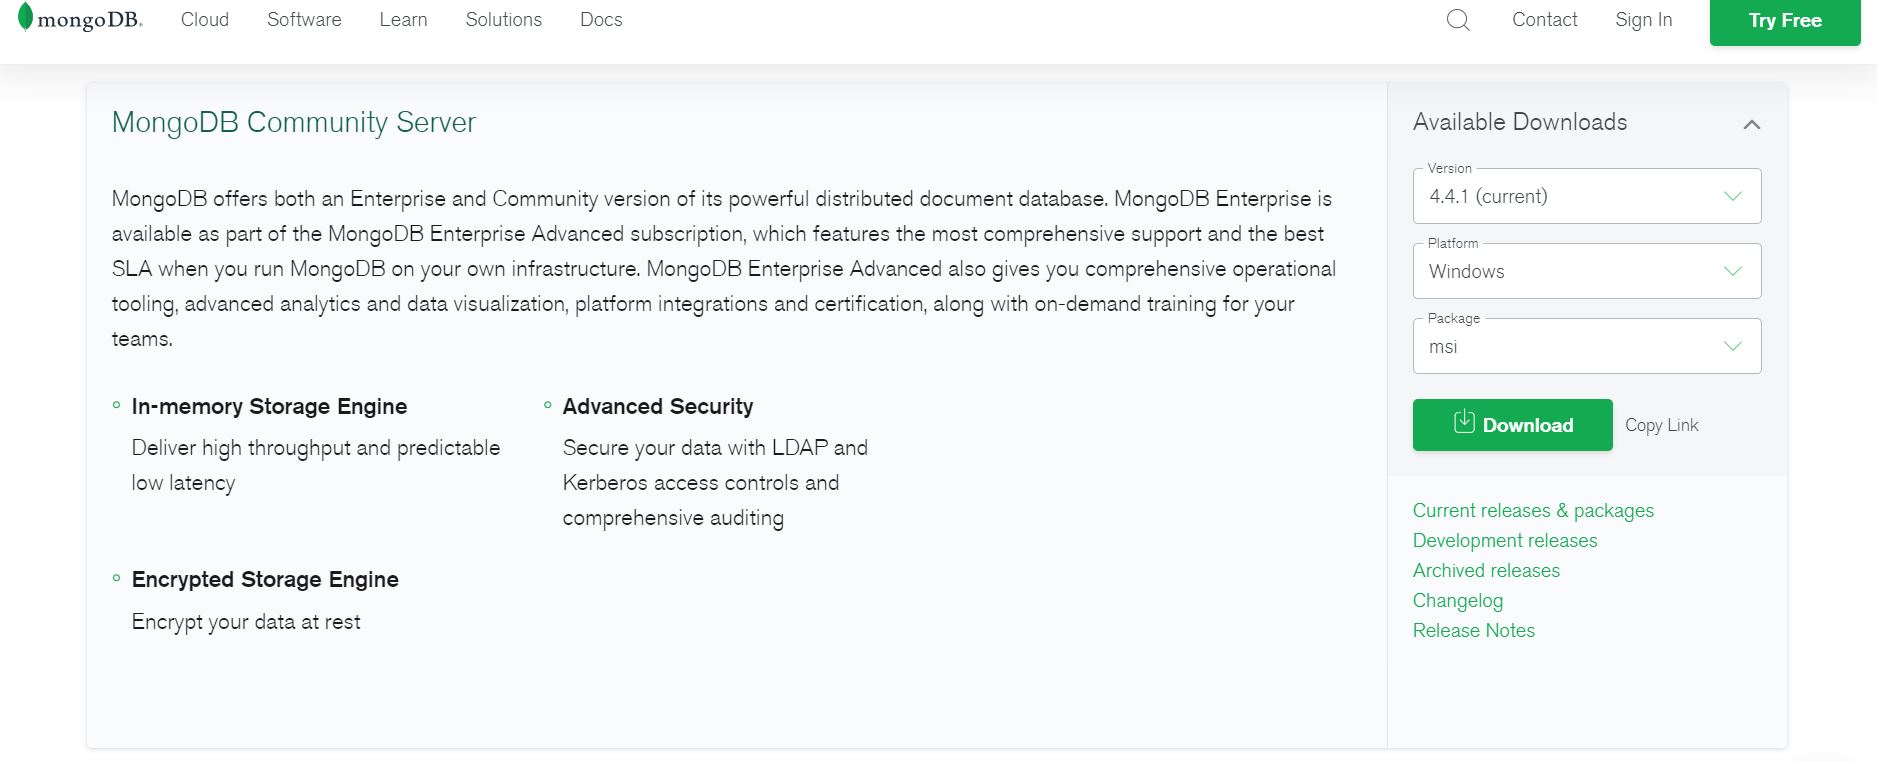 mongoDB.
Cloud
Software
Learn
Solutions
Docs
Contact
Sign In
Try Free
MongoDB Community Server
MongoDB offers both an Enterprise and Community version of its powerful distributed document database. MongoDB Enterprise is
available as part of the MongoDB Enterprise Advanced subscription, which features the most comprehensive support and the best
SLA when you run MongoDB on your own infrastructure. MongoDB Enterprise Advanced also gives you comprehensive operational
tooling, advanced analytics and data visualization, platform integrations and certification, along with on-demand training for your
teams.
In-memory Storage Engine
Deliver high throughput and predictable
low latency
Advanced Security
Secure your data with LDAP and
Kerberos access controls and
comprehensive auditing
Encrypted Storage Engine
Encrypt your data at rest
Available Downloads
Version
4.4.1 (current)
Platform
Windows
Package
msi
Download
Copy Link
Current releases & packages
Development releases
Archived releases
Changelog
Release Notes